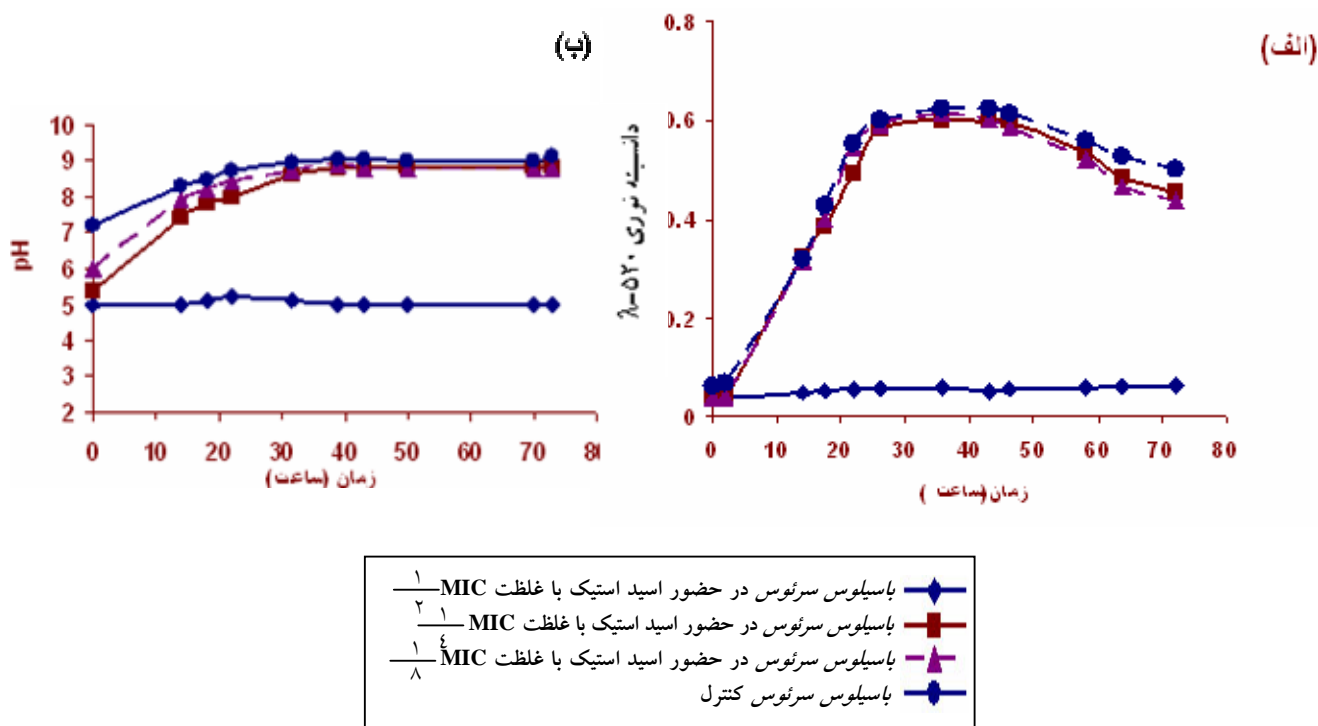 (الف)
دانسیته نوری ۵۲۰=λ
0.8
0.6
0.4
0.2
0
0 10 20 30 40 50 60 70 80
زمان (ساعت)
(ب)
pH
10
9
8
7
6
5
4
3
2
0 10 20 30 40 50 60 70 80
زمان (ساعت)
باسیلوس سرئوس در حضور اسید استیک با غلظت MIC ۱/۲
باسیلوس سرئوس در حضور اسید استیک با غلظت MIC ۱/٤
باسیلوس سرئوس در حضور اسید استیک با غلظت MIC ۱/۸
باسیلوس سرئوس کنترل